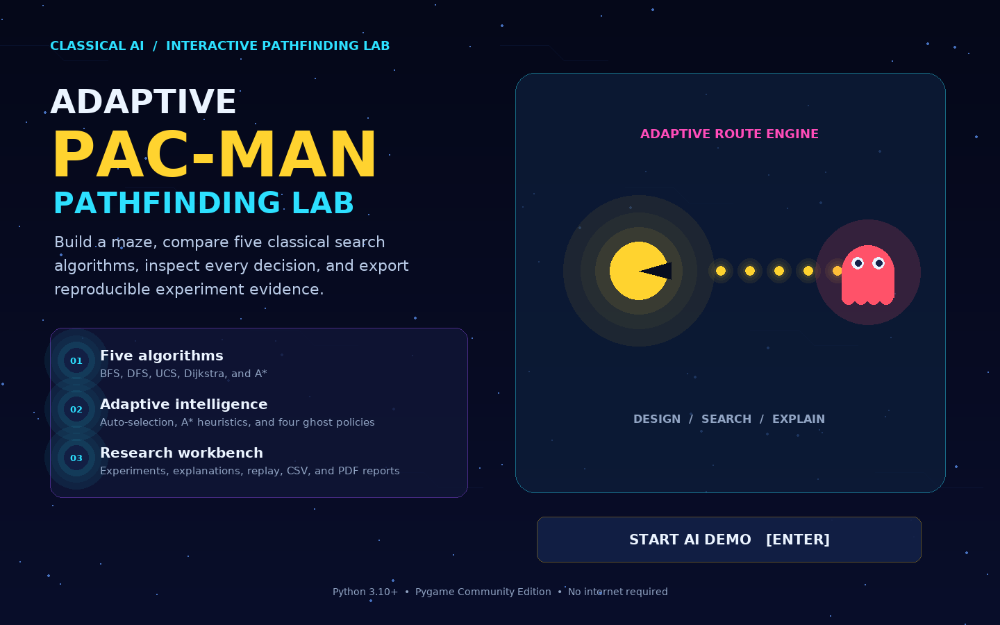 CLASSICAL AI / INTERACTIVE PATHFINDING LAB
ADAPTIVE
PAC-MAN
PATHFINDING LAB
Build a maze, compare five classical search
algorithms, inspect every decision, and export
reproducible experiment evidence.
01
Five algorithms
BFS, DFS, UCS, Dijkstra, and A*
02
Adaptive intelligence
Auto-selection, A* heuristics, and four ghost policies
03
Research workbench
Experiments, explanations, replay, CSV, and PDF reports
ADAPTIVE ROUTE ENGINE
DESIGN / SEARCH / EXPLAIN
START AI DEMO [ENTER]
Python 3.10+ • Pygame Community Edition • No internet required